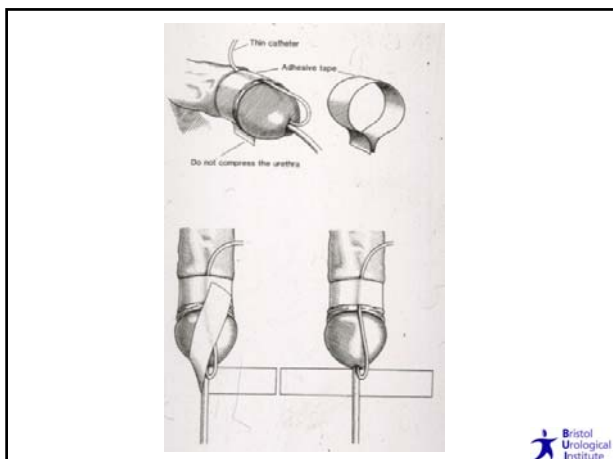 Thin catheter
Adhesive tape
Do not compress the urethra
Bristol
Urological
Institute